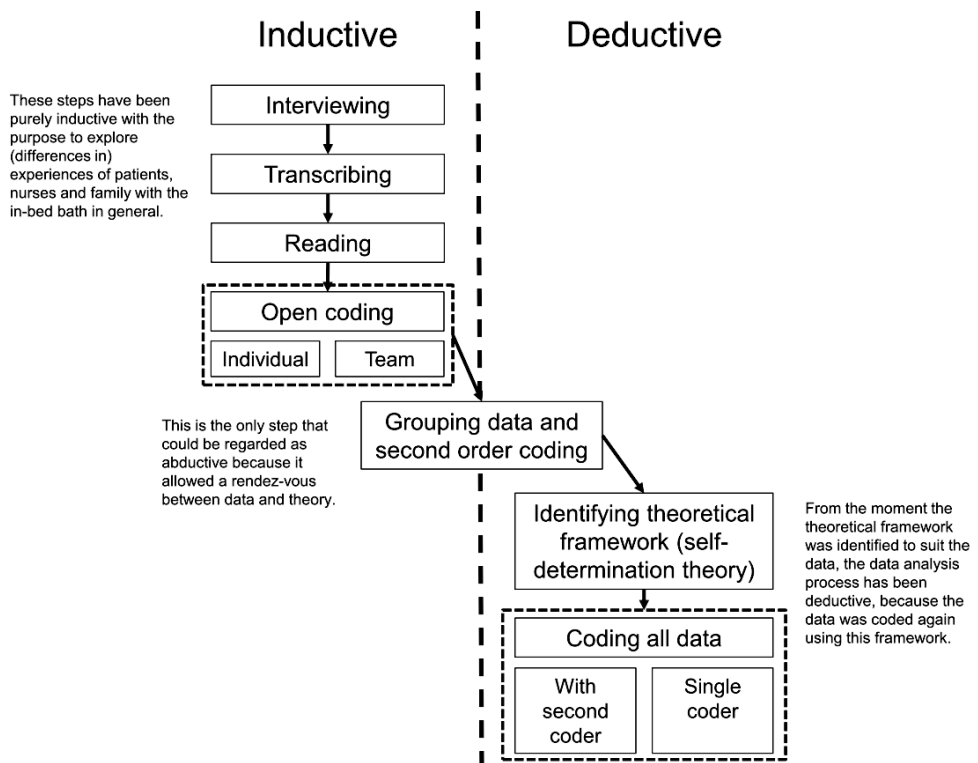 Inductive
Deductive
These steps have been
purely inductive with the
purpose to explore
(differences in)
experiences of patients,
nurses and family with the
in-bed bath in general.
Interviewing
Transcribing
Reading
Open coding
Individual
Team
This is the only step that
could be regarded as
abductive because it
allowed a rendez-vous
between data and theory.
Grouping data and
second order coding
Identifying theoretical
framework (self-
determination theory)
From the moment the
theoretical framework
was identified to suit the
data, the data analysis
process has been
deductive, because the
data was coded again
using this framework.
Coding all data
With
second
coder
Single
coder